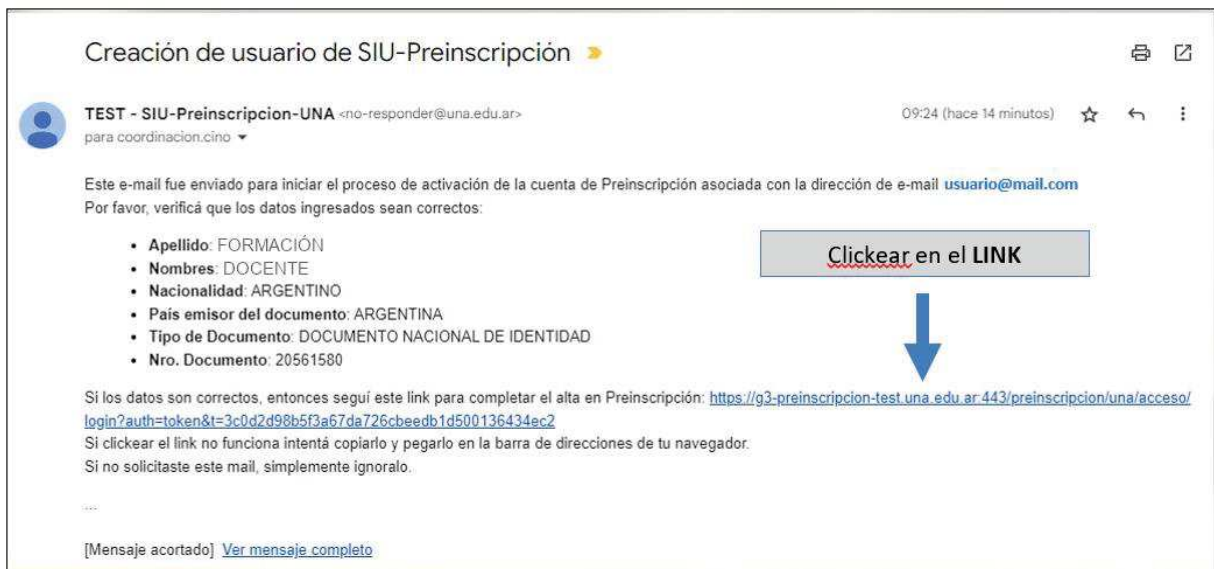 Creación de usuario de SIU-Preinscripción
TEST - SIU-Preinscripcion-UNA <no-responder@una.edu.ar>
09:24 (hace 14 minutos)
para coordinacion.cino
Este e-mail fue enviado para iniciar el proceso de activación de la cuenta de Preinscripción asociada con la dirección de e-mail usuario@mail.com
Por favor, verificá que los datos ingresados sean correctos:
• Apellido: FORMACIÓN
• Nombres: DOCENTE
• Nacionalidad: ARGENTINO
• País emisor del documento: ARGENTINA
• Tipo de Documento: DOCUMENTO NACIONAL DE IDENTIDAD
• Nro. Documento: 20561580
Clickear en el LINK
Si los datos son correctos, entonces seguí este link para completar el alta en Preinscripción: https://g3-preinscripcion-test.una.edu.ar:443/preinscripcion/una/acceso/
login?auth=token&t=3c0d2d98b5f3a67da726cbeedb1d500136434ec2
Si clickear el link no funciona intentá copiarlo y pegarlo en la barra de direcciones de tu navegador.
Si no solicitaste este mail, simplemente ignoralo.
...
[Mensaje acortado] Ver mensaje completo